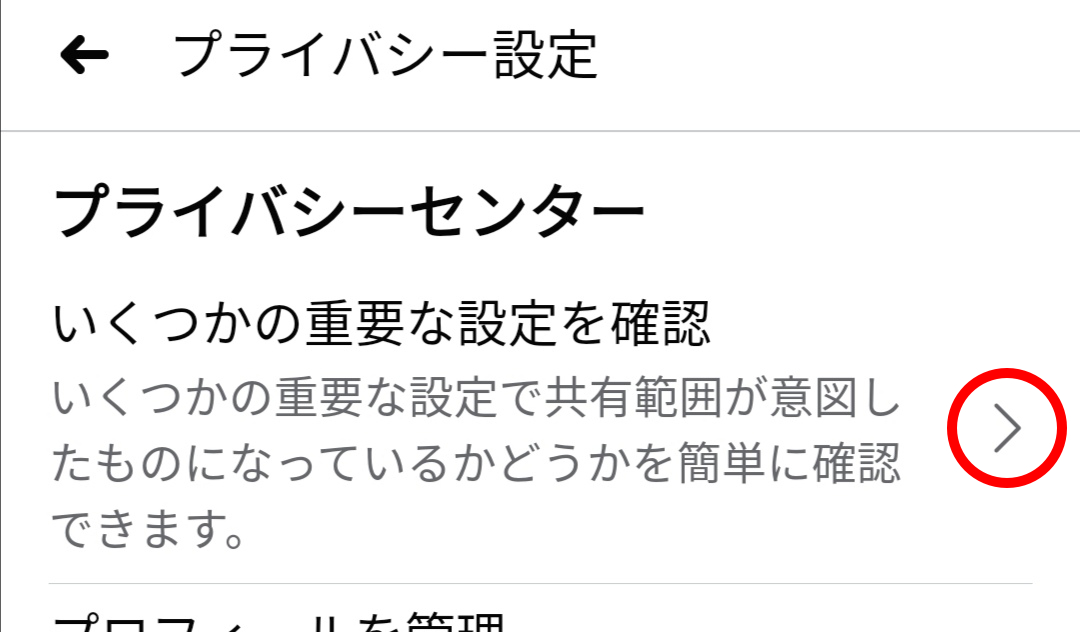 プライバシー設定
プライバシーセンター
いくつかの重要な設定を確認
いくつかの重要な設定で共有範囲が意図し
たものになっているかどうかを簡単に確認
できます。
プロフィールを管理